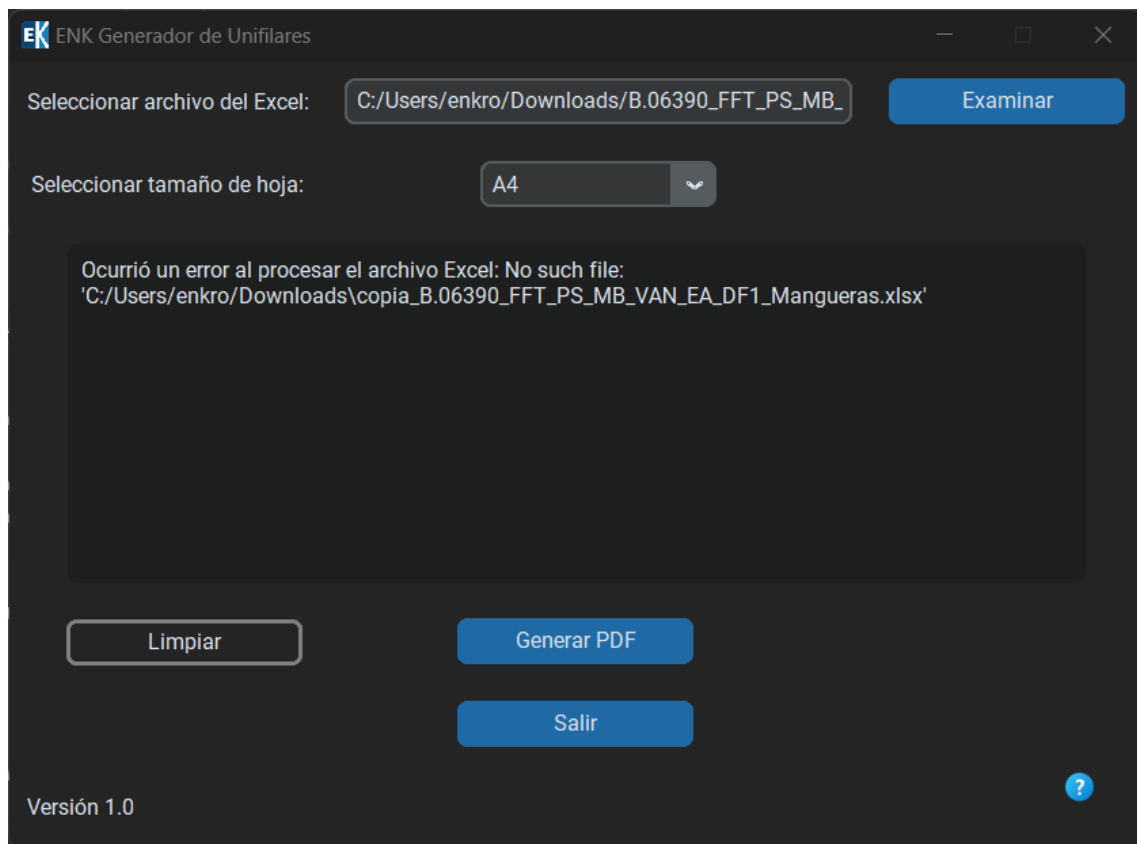 EK ENK Generador de Unifilares
Seleccionar archivo del Excel: C:/Users/enkro/Downloads/B.06390_FFT_PS_MB_ Examinar
Seleccionar tamaño de hoja: A4
Ocurrió un error al procesar el archivo Excel: No such file:
'C:/Users/enkro/Downloads\copia_B.06390_FFT_PS_MB_VAN_EA_DF1_Mangueras.xlsx'
Limpiar Generar PDF
Salir
?
Versión 1.0